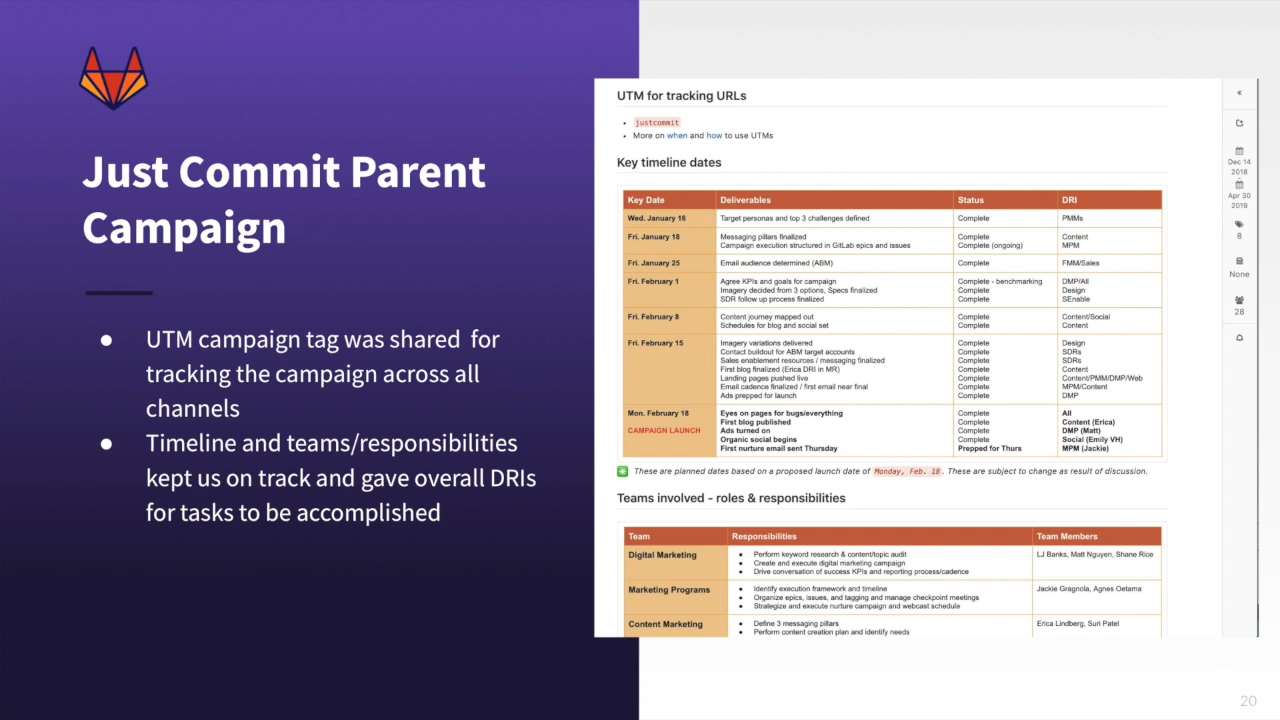 Just Commit Parent
Campaign
● UTM campaign tag was shared for
tracking the campaign across all
channels
● Timeline and teams/responsibilities
kept us on track and gave overall DRIs
for tasks to be accomplished
UTM for tracking URLs
• justcommit
• More on when and how to use UTMs
Key timeline dates
Key Date Deliverables Status DRI
Wed. January 16 Target personas and top 3 challenges defined Complete PMMs
Fri. January 18 Messaging pillars finalized Complete Content
Campaign execution structured in GitLab epics and issues Complete (ongoing) MPM
Fri. January 25 Email audience determined (ABM) Complete FMM/Sales
Fri. February 1 Agree KPIs and goals for campaign Complete - benchmarking DMP/All
Imagery decided from 3 options, Specs finalized Complete Design
SDR follow up process finalized Complete SEnable
Fri. February 8 Content journey mapped out Complete Content/Social
Schedules for blog and social set Complete Content
Fri. February 15 Imagery variations delivered Complete Design
Contact buildout for ABM target accounts Complete SDRs
Sales enablement resources / messaging finalized Complete SDRs
First blog finalized (Erica DRI in MR) Complete Content
Landing pages pushed live Complete Content/PMM/DMP/Web
Email cadence finalized / first email near final Complete MPM/Content
Ads prepped for launch Complete DMP
Mon. February 18 Eyes on pages for bugs/everything Complete All
First blog published Complete Content (Erica)
CAMPAIGN LAUNCH Ads turned on Complete DMP (Matt)
Organic social begins Complete Social (Emily VH)
First nurture email sent Thursday Prepped for Thurs MPM (Jackie)
These are planned dates based on a proposed launch date of Monday, Feb. 18. These are subject to change as result of discussion.
Teams involved - roles & responsibilities
Team Responsibilities Team Members
Digital Marketing • Perform keyword research & content/topic audit LJ Banks, Matt Nguyen, Shane Rice
• Create and execute digital marketing campaign
• Drive conversation of success KPIs and reporting process/cadence
Marketing Programs • Identify execution framework and timeline Jackie Gragnola, Agnes Oetama
• Organize epics, issues, and tagging and manage checkpoint meetings
• Strategize and execute nurture campaign and webcast schedule
Content Marketing • Define 3 messaging pillars Erica Lindberg, Suri Patel
• Perform content creation plan and identify needs
«
Dec 14
2018
Apr 30
2019
8
None
28
20